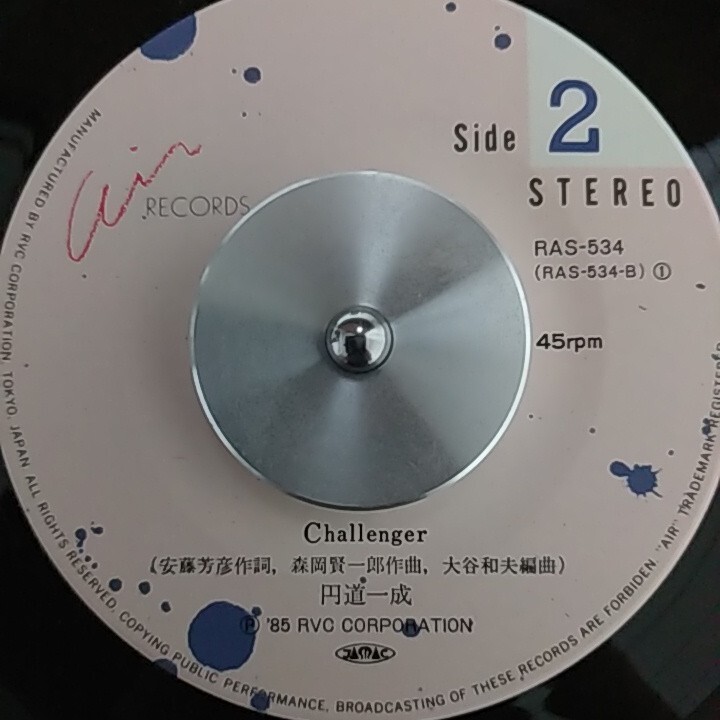 Side 2
STEREO
Air RECORDS
RAS-534
(RAS-534-B) ①
45rpm
Challenger
(安藤芳彦作詞, 森岡賢一郎作曲, 大谷和夫編曲)
円道一成
Ⓟ '85 RVC CORPORATION
JASRAC
MANUFACTURED BY RVC CORPORATION, TOKYO, JAPAN ALL RIGHTS RESERVED. COPYING PUBLIC PERFORMANCE, BROADCASTING OF THESE RECORDS ARE FORBIDEN. "AIR" TRADEMARK REGISTERED